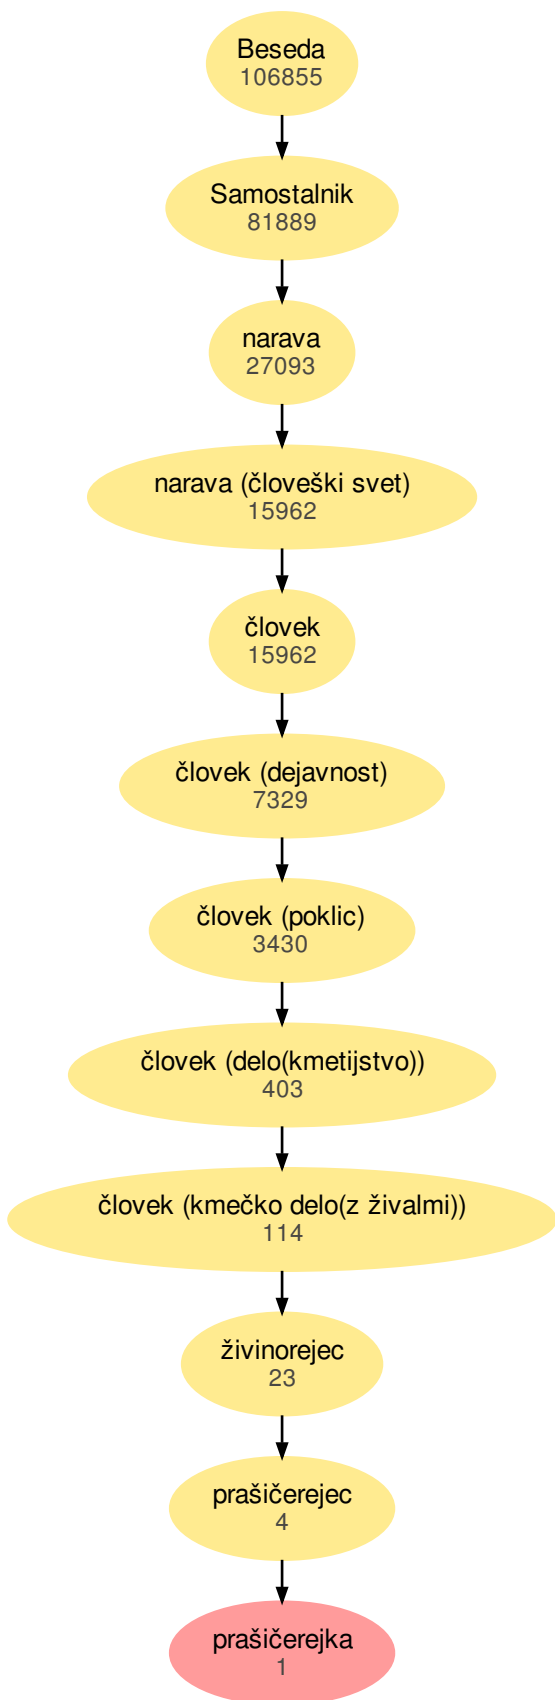 Beseda
106855
Samostalnik
81889
narava
27093
narava (človeški svet)
15962
človek
15962
človek (dejavnost)
7329
človek (poklic)
3430
človek (delo(kmetijstvo))
403
človek (kmečko delo(z živalmi))
114
živinorejec
23
prašičerejec
4
prašičerejka
1